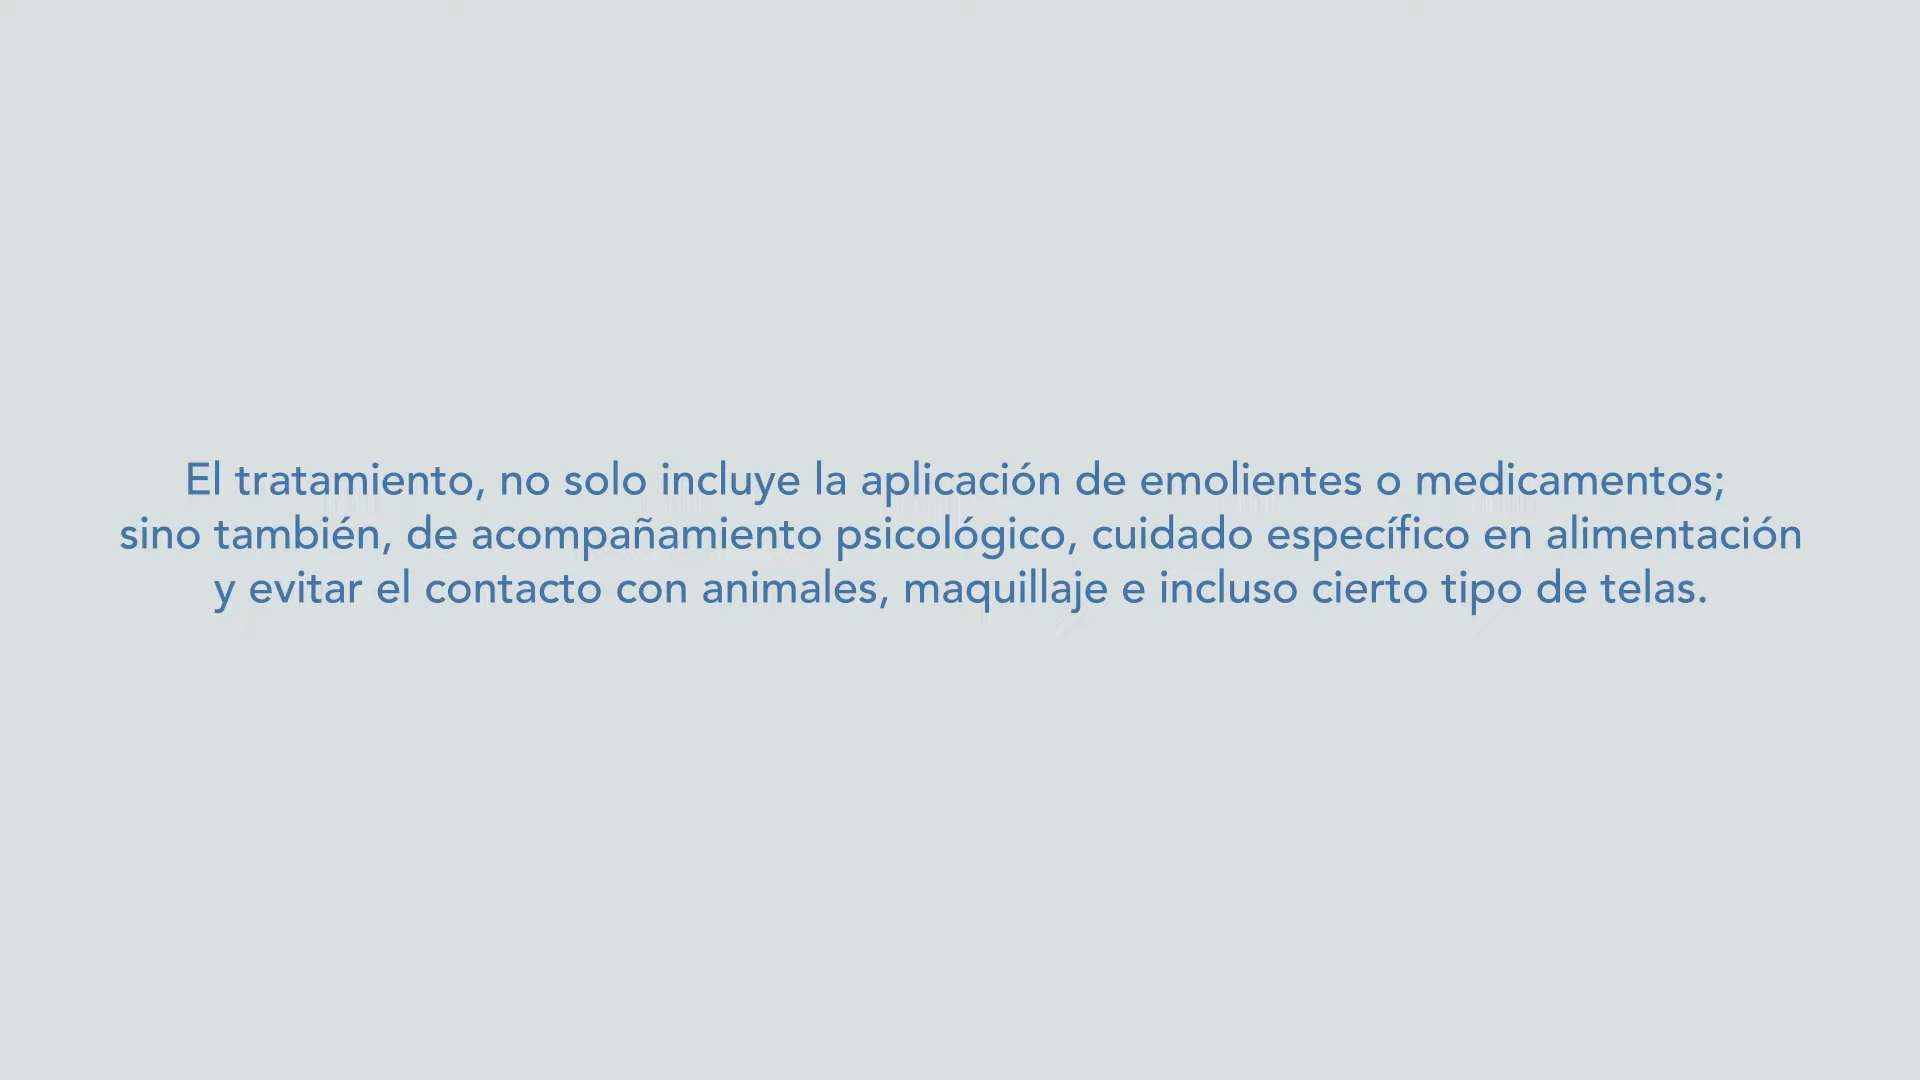 El tratamiento, no solo incluye la aplicación de emolientes o medicamentos;
sino también, de acompañamiento psicológico, cuidado específico en alimentación
y evitar el contacto con animales, maquillaje e incluso cierto tipo de telas.